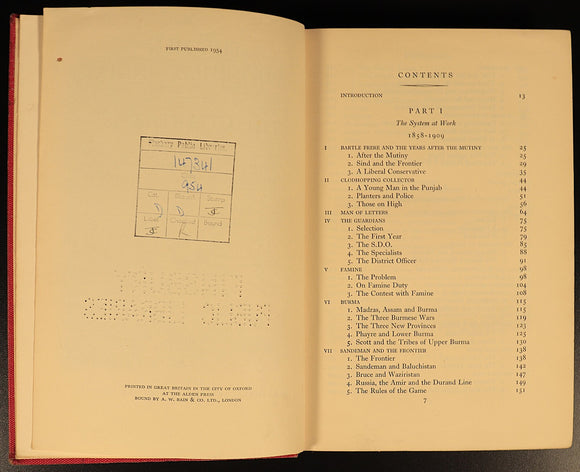 FIRST PUBLISHED 1954
Public Libraries
147341
954
Cat.
Stamp
D
D
Label
Bound
R
PRINTED IN GREAT BRITAIN IN THE CITY OF OXFORD
AT THE ALDEN PRESS
BOUND BY A. W. BAIN & CO. LTD., LONDON
CONTENTS
INTRODUCTION 13
PART I
The System at Work
1858-1909
I BARTLE FRERE AND THE YEARS AFTER THE MUTINY 25
1. After the Mutiny 25
2. Sind and the Frontier 29
3. A Liberal Conservative 35
II CLODHOPPING COLLECTOR 44
1. A Young Man in the Punjab 44
2. Planters and Police 51
3. Those on High 56
III MAN OF LETTERS 64
IV THE GUARDIANS 75
1. Selection 75
2. The First Year 79
3. The S.D.O. 83
4. The Specialists 88
5. The District Officer 91
V FAMINE 98
1. The Problem 98
2. On Famine Duty 104
3. The Contest with Famine 108
VI BURMA 115
1. Madras, Assam and Burma 115
2. The Three Burmese Wars 119
3. The Three New Provinces 123
4. Phayre and Lower Burma 125
5. Scott and the Tribes of Upper Burma 130
VII SANDEMAN AND THE FRONTIER 138
1. The Frontier 138
2. Sandeman and Baluchistan 142
3. Bruce and Waziristan 147
4. Russia, the Amir and the Durand Line 149
5. The Rules of the Game 151
7